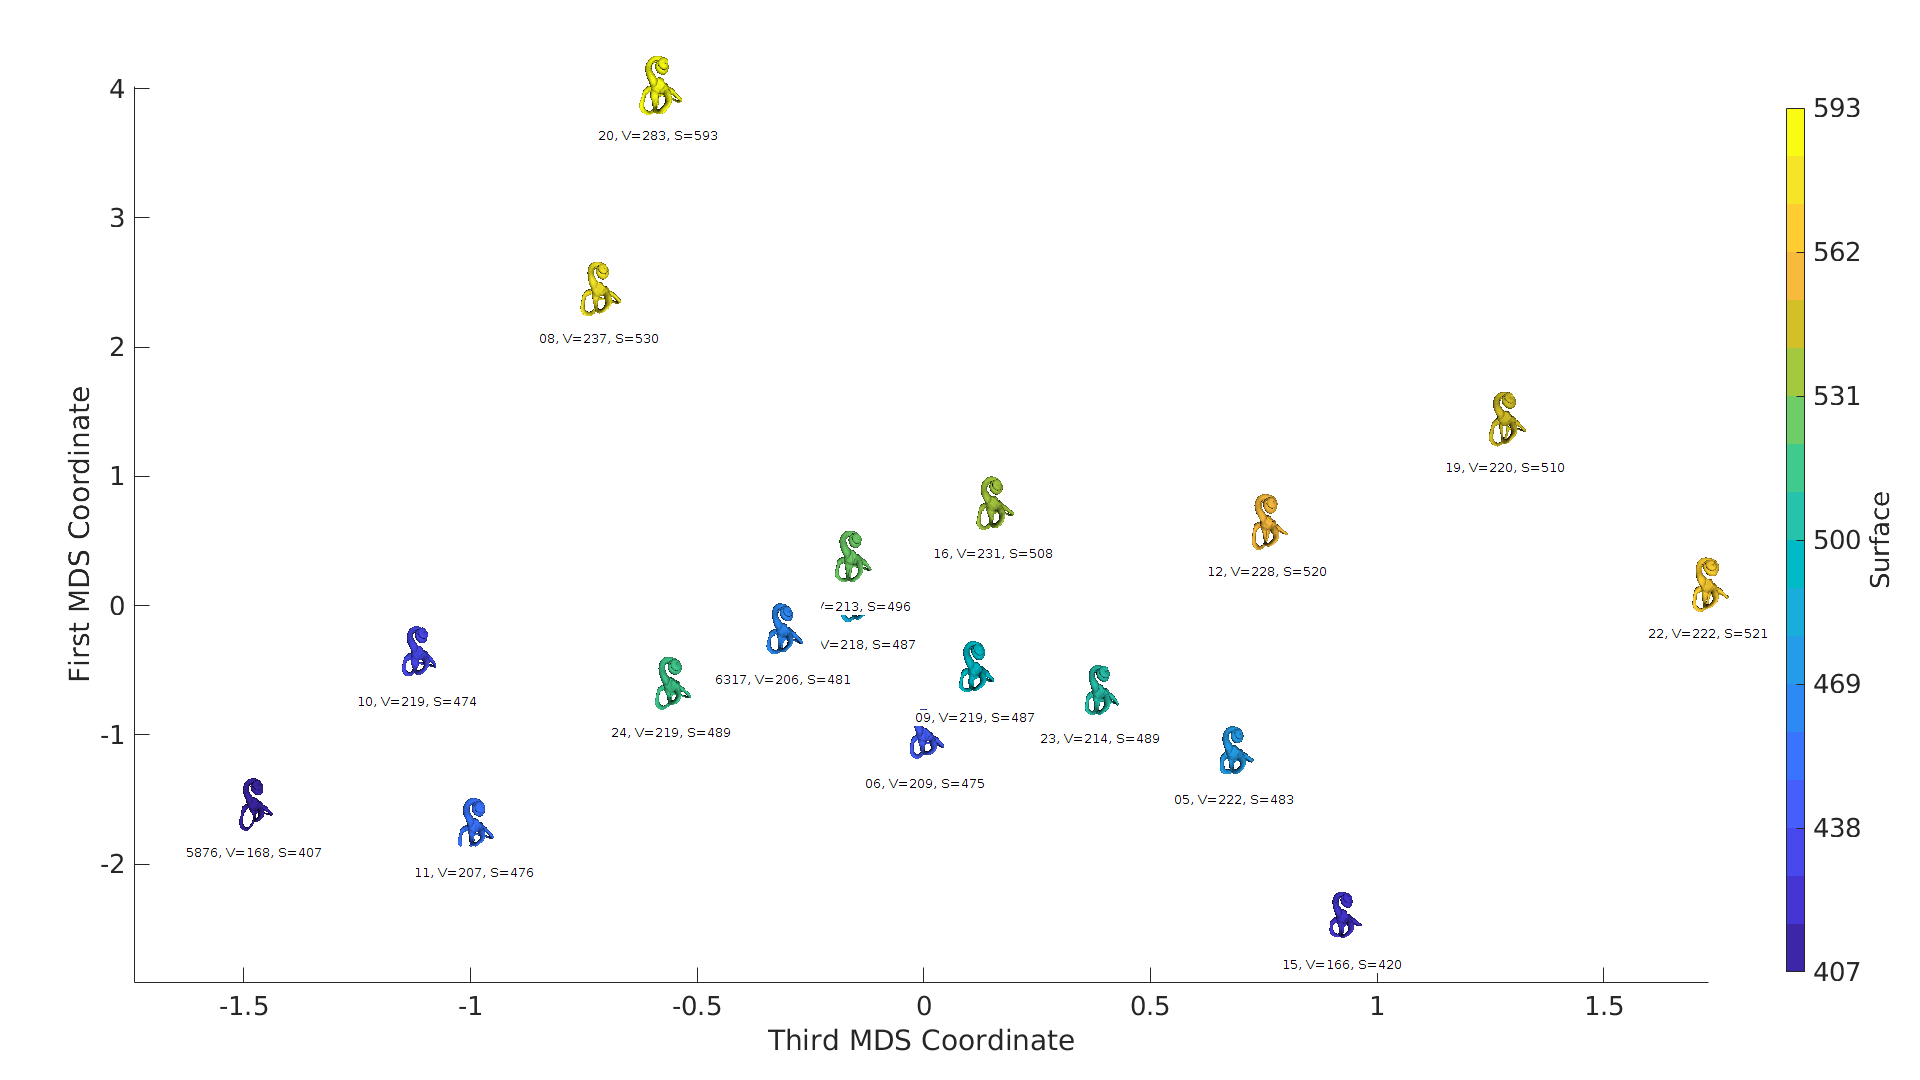 4
3
2
1
0
-1
-2
First MDS Coordinate
20, V=283, S=593
08, V=237, S=530
19, V=220, S=510
16, V=231, S=508
12, V=228, S=520
=213, S=496
V=218, S=487
22, V=222, S=521
6317, V=206, S=481
10, V=219, S=474
24, V=219, S=489
09, V=219, S=487
23, V=214, S=489
06, V=209, S=475
05, V=222, S=483
5876, V=168, S=407
11, V=207, S=476
15, V=166, S=420
-1.5 -1 -0.5 0 0.5 1 1.5
Third MDS Coordinate
593
562
531
500
469
438
407
Surface